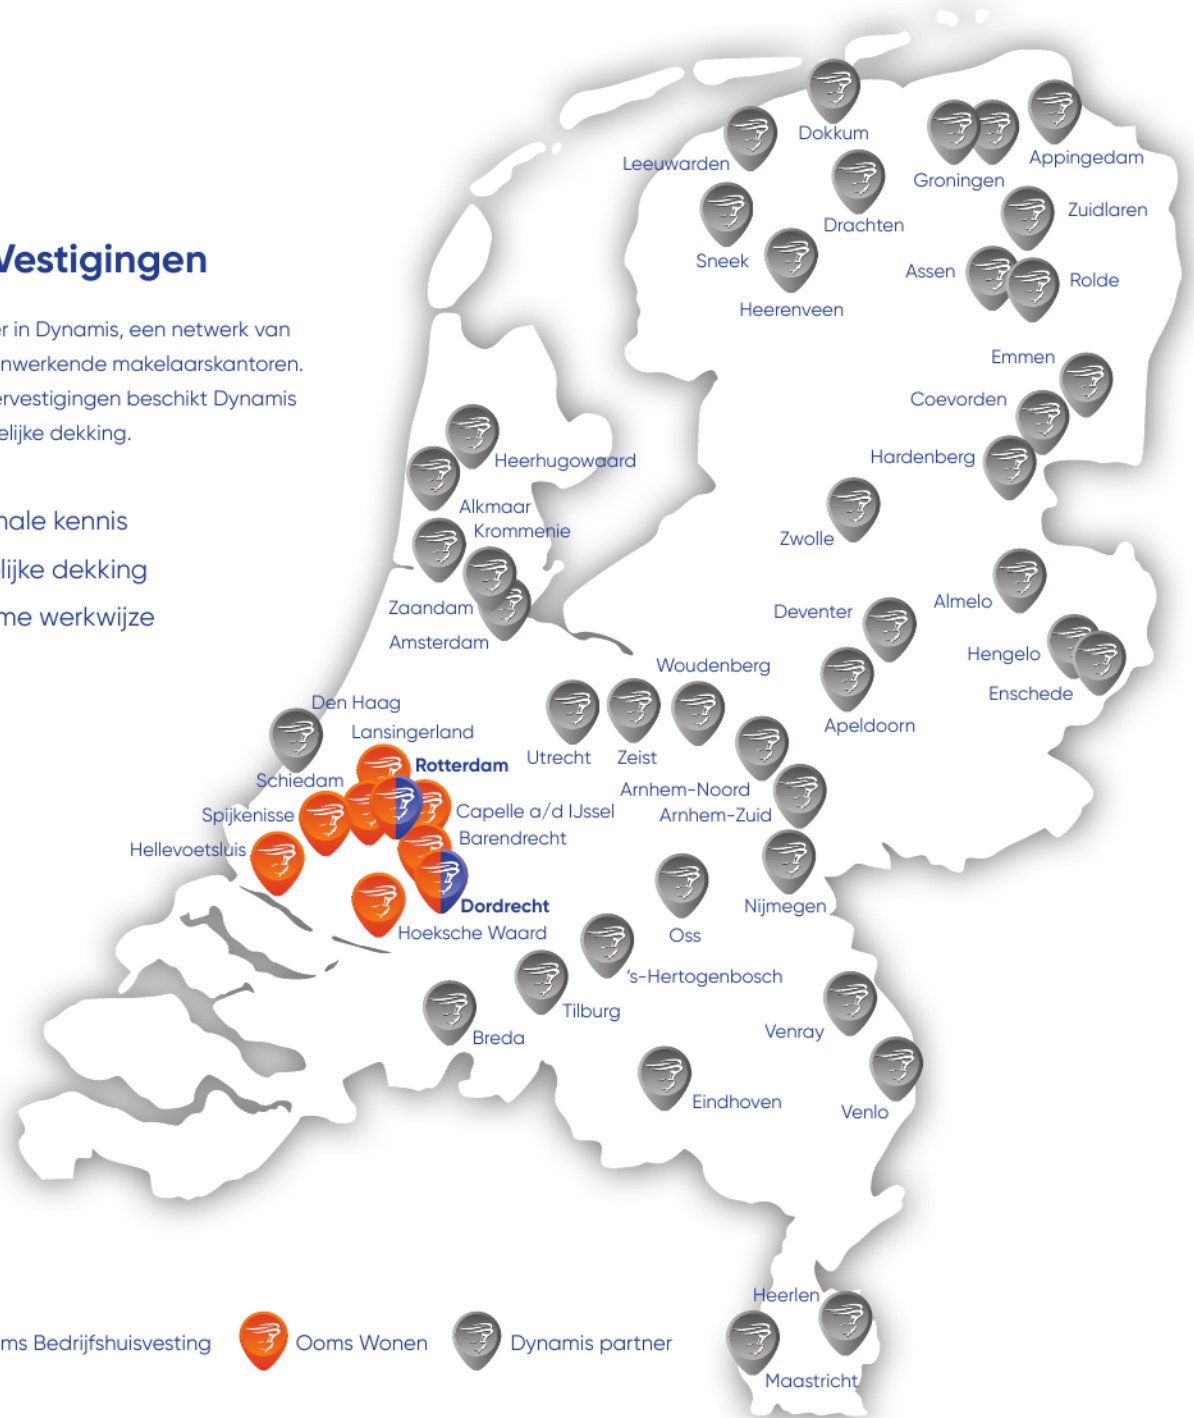 Vestigingen
er in Dynamis, een netwerk van
nwerkende makelaarskantoren.
ervestigingen beschikt Dynamis
elijke dekking.
nale kennis
lijke dekking
me werkwijze
Dokkum
Leeuwarden
Appingedam
Groningen
Zuidlaren
Drachten
Sneek
Assen
Rolde
Heerenveen
Emmen
Coevorden
Hardenberg
Heerhugowaard
Alkmaar
Krommenie
Zwolle
Zaandam
Amsterdam
Almelo
Deventer
Hengelo
Enschede
Woudenberg
Apeldoorn
Den Haag
Lansingerland
Utrecht
Zeist
Rotterdam
Schiedam
Arnhem-Noord
Arnhem-Zuid
Spijkenisse
Capelle a/d IJssel
Barendrecht
Hellevoetsluis
Dordrecht
Nijmegen
Hoeksche Waard
Oss
's-Hertogenbosch
Tilburg
Breda
Venray
Eindhoven
Venlo
Heerlen
Maastricht
ms Bedrijfshuisvesting
Ooms Wonen
Dynamis partner